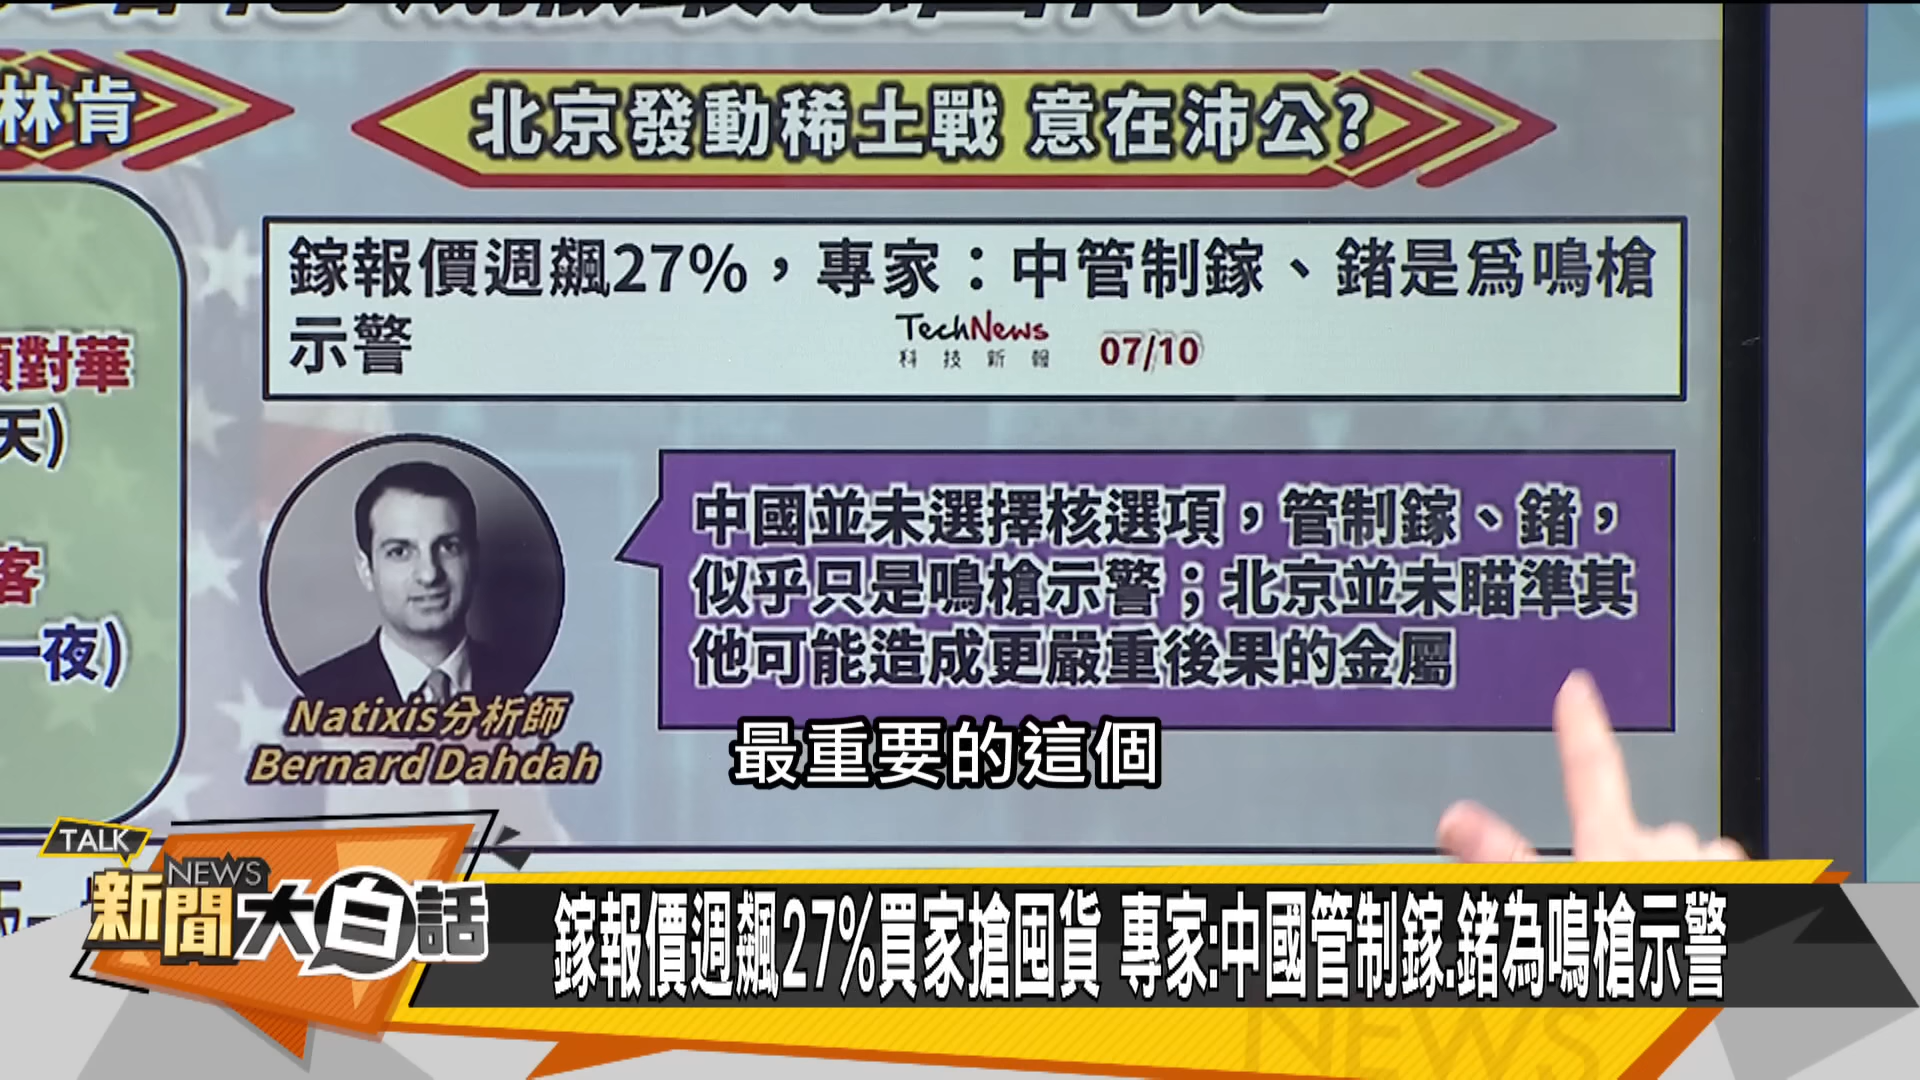 林肯
北京發動稀土戰 意在沛公?
鎵報價週飆27%，專家：中管制鎵、鍺是為鳴槍
示警
TechNews
科技新報
07/10
對華
天)
客
一夜)
中國並未選擇核選項，管制鎵、鍺，
似乎只是鳴槍示警；北京並未瞄準其
他可能造成更嚴重後果的金屬
Natixis分析師
Bernard Dahdah
最重要的這個
TALK
NEWS
新聞大白話
鎵報價週飆27%買家搶囤貨 專家:中國管制鎵.鍺為鳴槍示警
NEWS